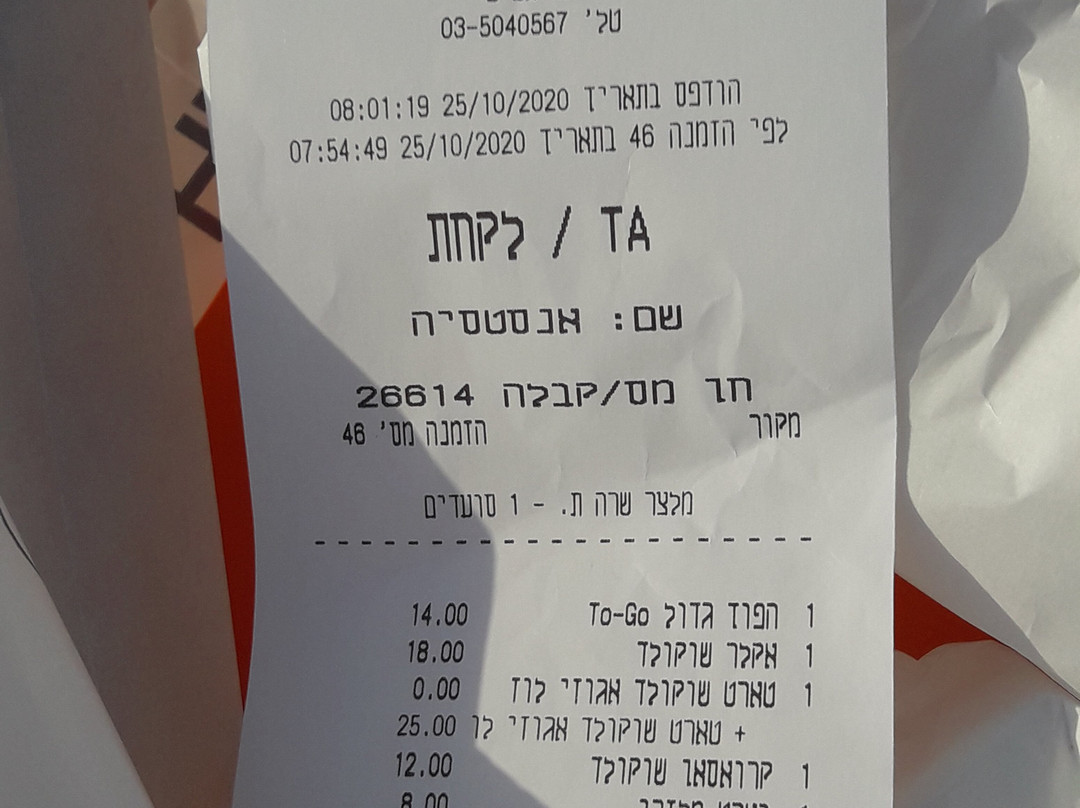 טל' 03-5040567
הודפס בתאריך 25/10/2020 08:01:19
לפי הזמנה 46 בתאריך 25/10/2020 07:54:49
TA / לקחת
שם: אנסטסיה
חד מס/קבלה 26614
מקור הזמנה מס' 46
מלצר שרה ת. - 1 סועדים
1 הפוך גדול To-Go 14.00
1 אקלר שוקולד 18.00
1 טארט שוקולד אגוזי לוז 0.00
+ טארט שוקולד אגוזי לו 25.00
1 קרואסאו שוקולד 12.00
8.00